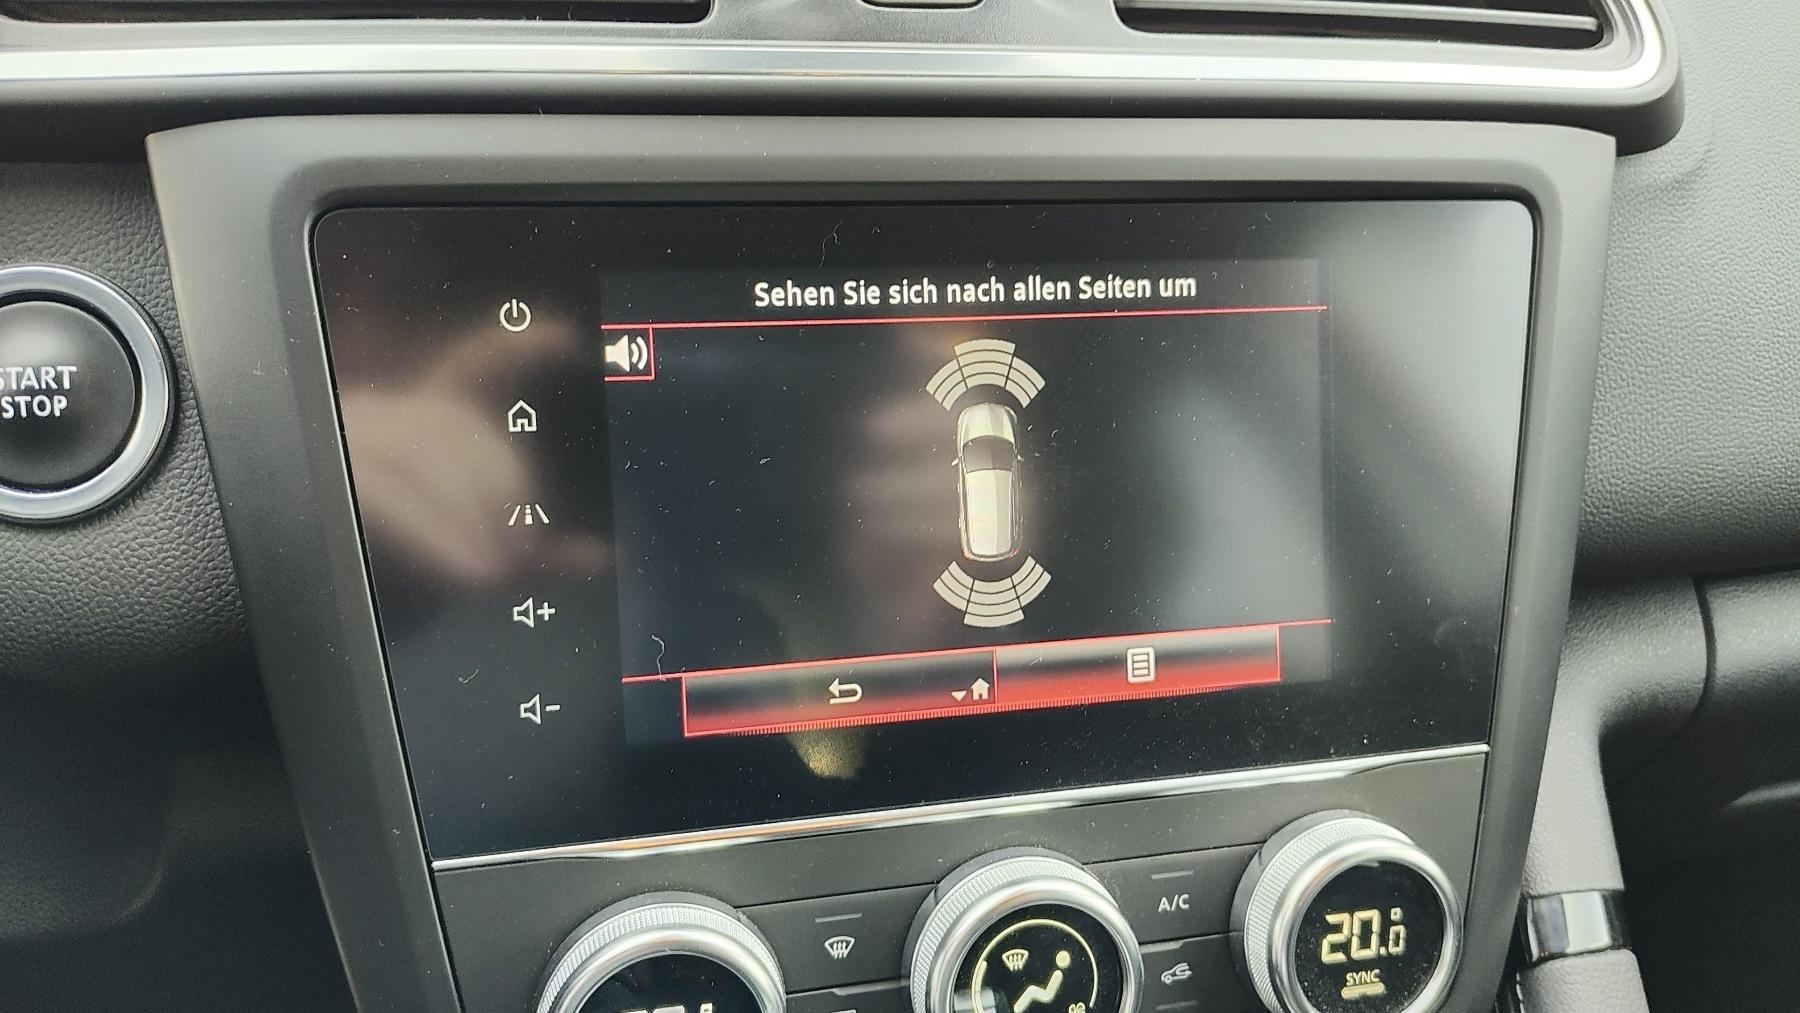 Sehen Sie sich nach allen Seiten um
START
STOP
A/C
20.0
SYNC